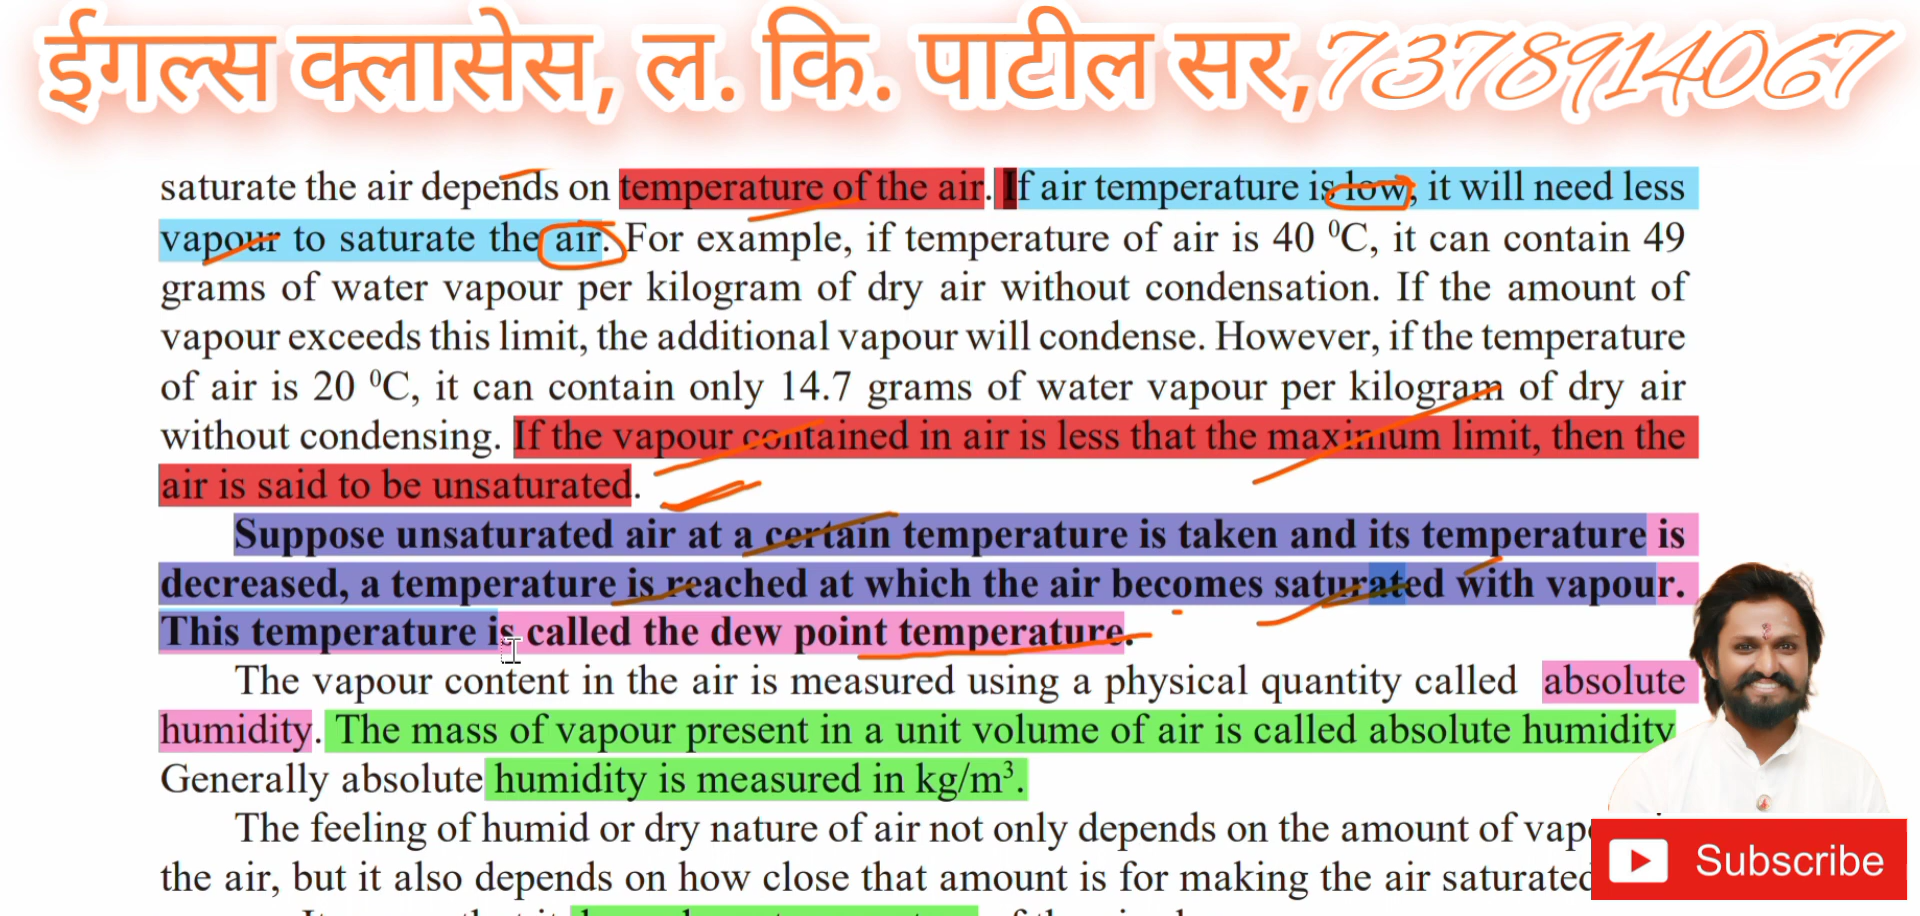 ईगल्स क्लासेस, ल. कि. पाटील सर, 7378914067
saturate the air depends on temperature of the air. If air temperature is low, it will need less
vapour to saturate the air. For example, if temperature of air is 40 ⁰C, it can contain 49
grams of water vapour per kilogram of dry air without condensation. If the amount of
vapour exceeds this limit, the additional vapour will condense. However, if the temperature
of air is 20 ⁰C, it can contain only 14.7 grams of water vapour per kilogram of dry air
without condensing. If the vapour contained in air is less that the maximum limit, then the
air is said to be unsaturated.
Suppose unsaturated air at a certain temperature is taken and its temperature is
decreased, a temperature is reached at which the air becomes saturated with vapour.
This temperature is called the dew point temperature.
The vapour content in the air is measured using a physical quantity called absolute
humidity. The mass of vapour present in a unit volume of air is called absolute humidity
Generally absolute humidity is measured in kg/m³.
The feeling of humid or dry nature of air not only depends on the amount of
the air, but it also depends on how close that amount is for making the air saturated
Subscribe